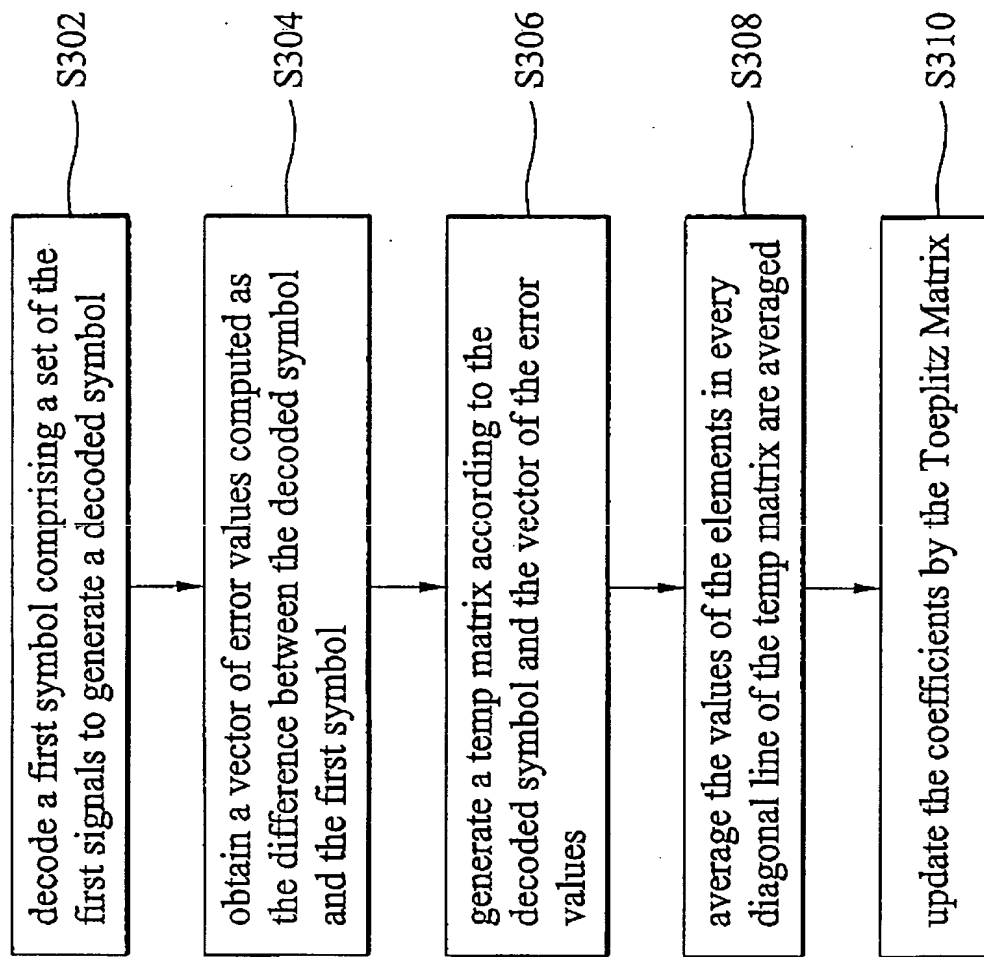 decode a first symbol comprising a set of the
first signals to generate a decoded symbol
S302
obtain a vector of error values computed as
the difference between the decoded symbol
and the first symbol
S304
generate a temp matrix according to the
decoded symbol and the vector of the error
values
S306
average the values of the elements in every
diagonal line of the temp matrix are averaged
S308
update the coefficients by the Toeplitz Matrix
S310